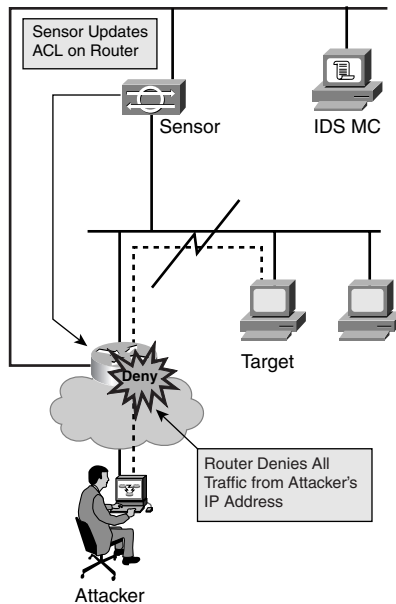 Sensor Updates
ACL on Router
Sensor
IDS MC
Target
Deny
Router Denies All
Traffic from Attacker's
IP Address
Attacker